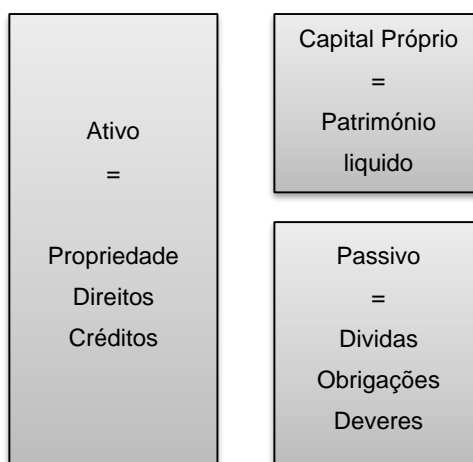 Ativo
=
Propriedade
Direitos
Créditos
Capital Próprio
=
Património
liquido
Passivo
=
Dividas
Obrigações
Deveres